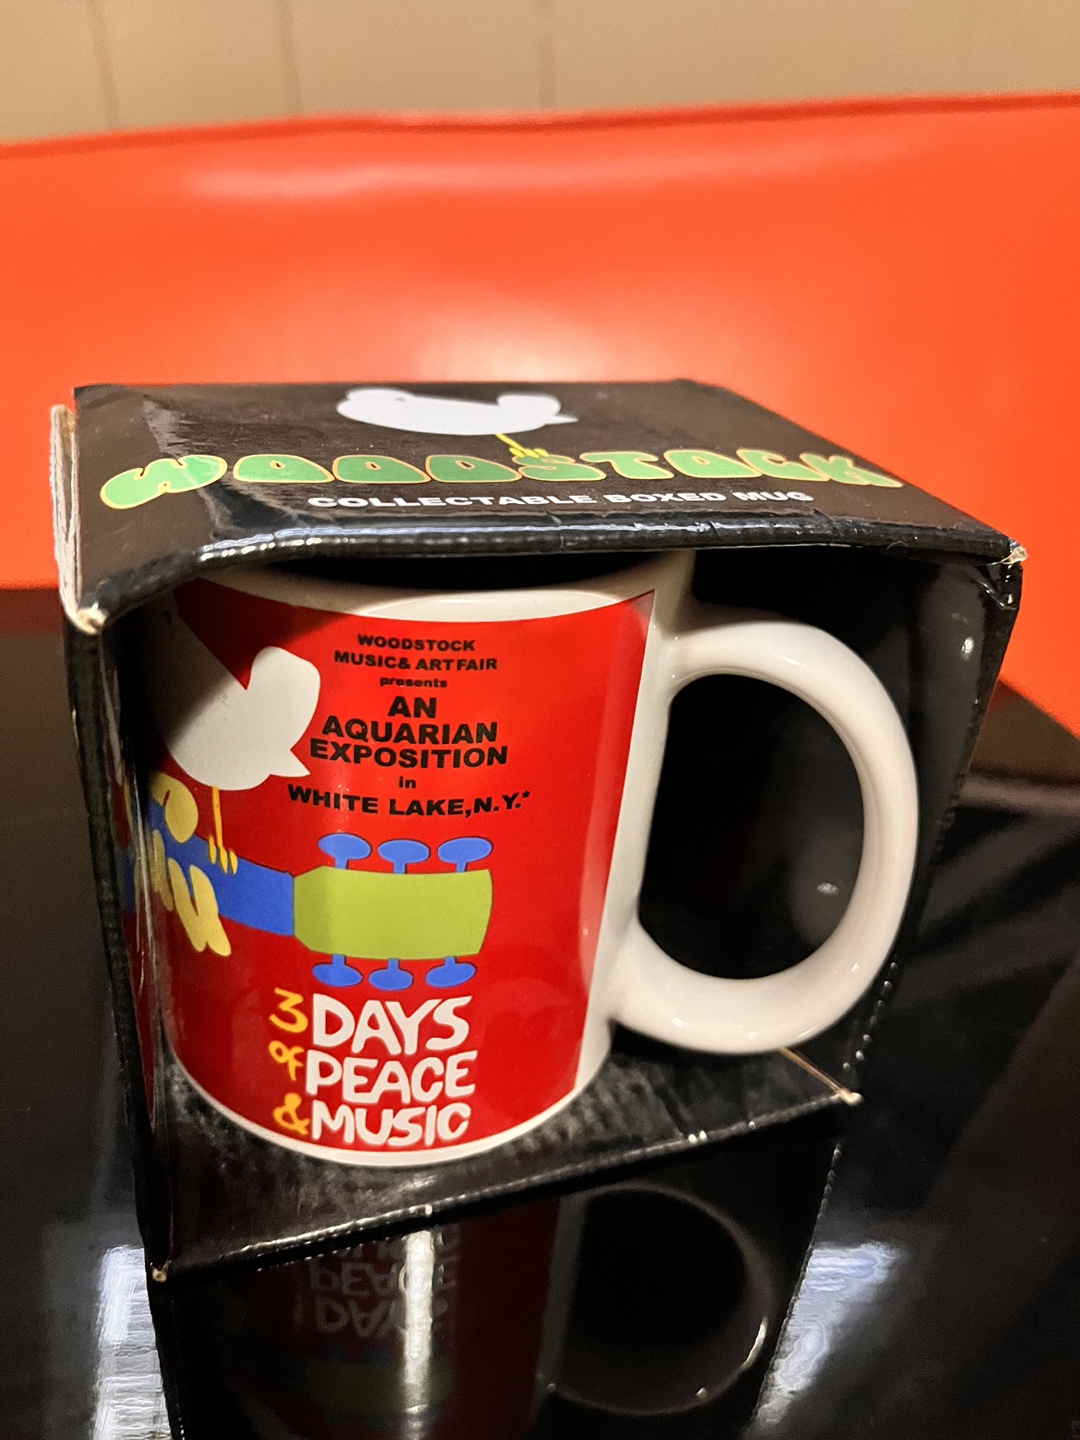 WOODSTOCK
COLLECTABLE BOXED MUG
WOODSTOCK
MUSIC & ART FAIR
presents
AN
AQUARIAN
EXPOSITION
in
WHITE LAKE, N.Y.*
3 DAYS
of PEACE
& MUSIC